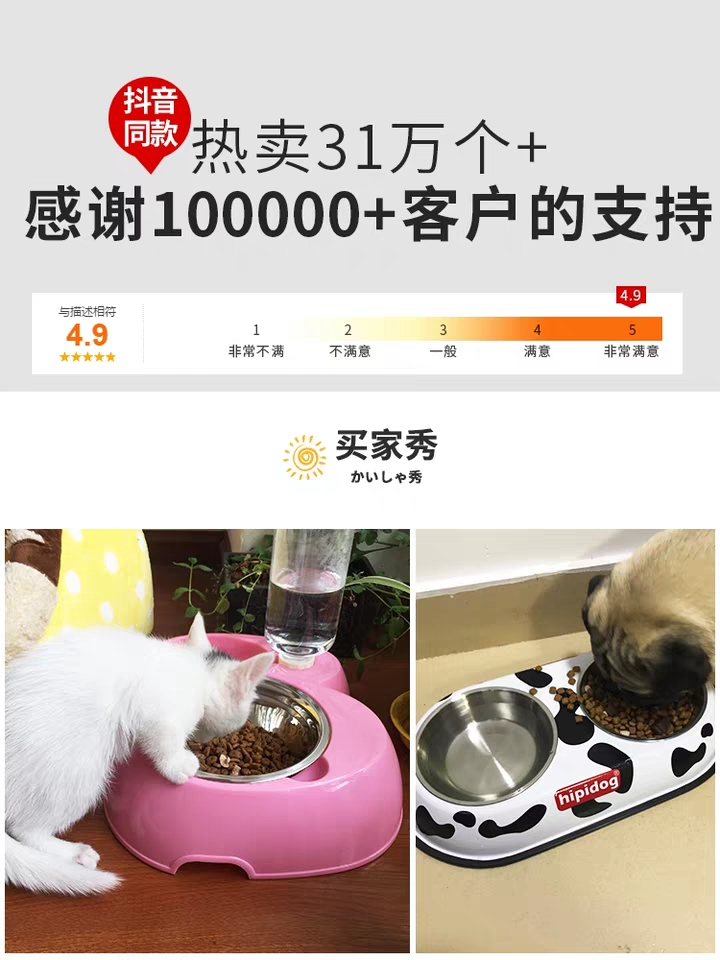 抖音
同款
热卖31万个+
感谢100000+客户的支持
4.9
与描述相符
4.9
1 2 3 4 5
非常不满 不满意 一般 满意 非常满意
买家秀
かいしゃ秀
hipidog®